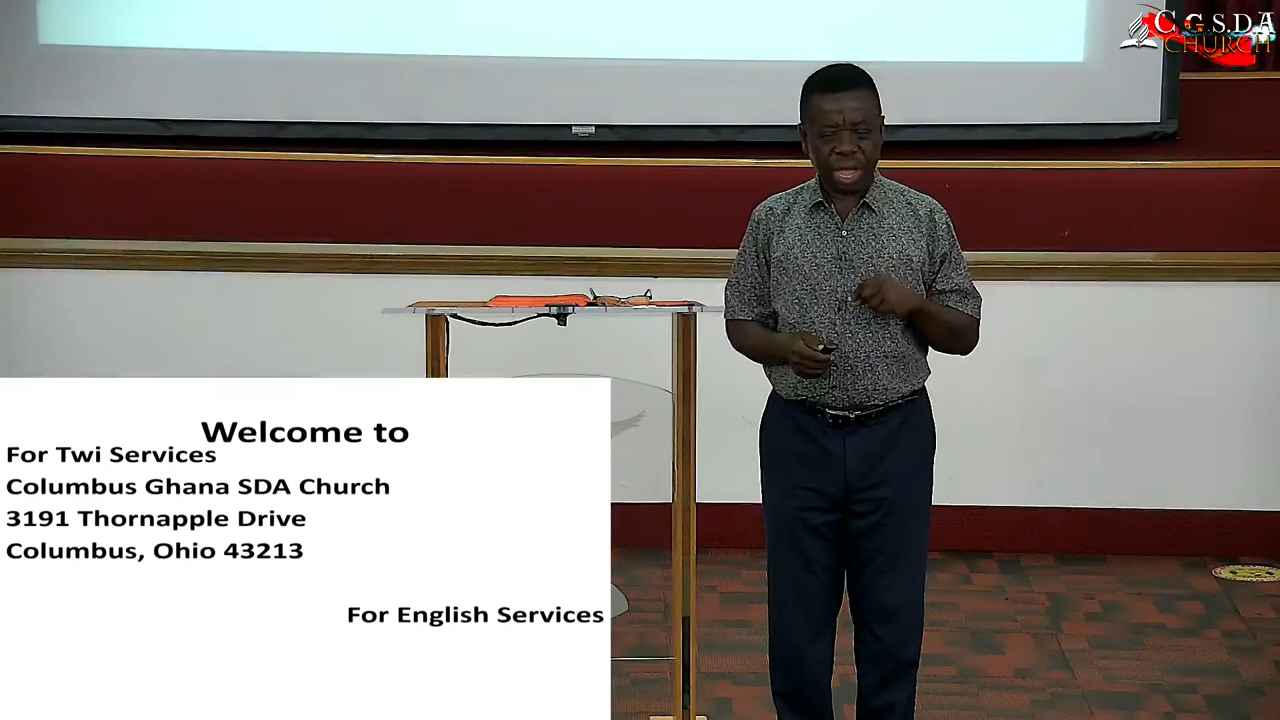 C.G.S.D.A
CHURCH
Welcome to
For Twi Services
Columbus Ghana SDA Church
3191 Thornapple Drive
Columbus, Ohio 43213
For English Services